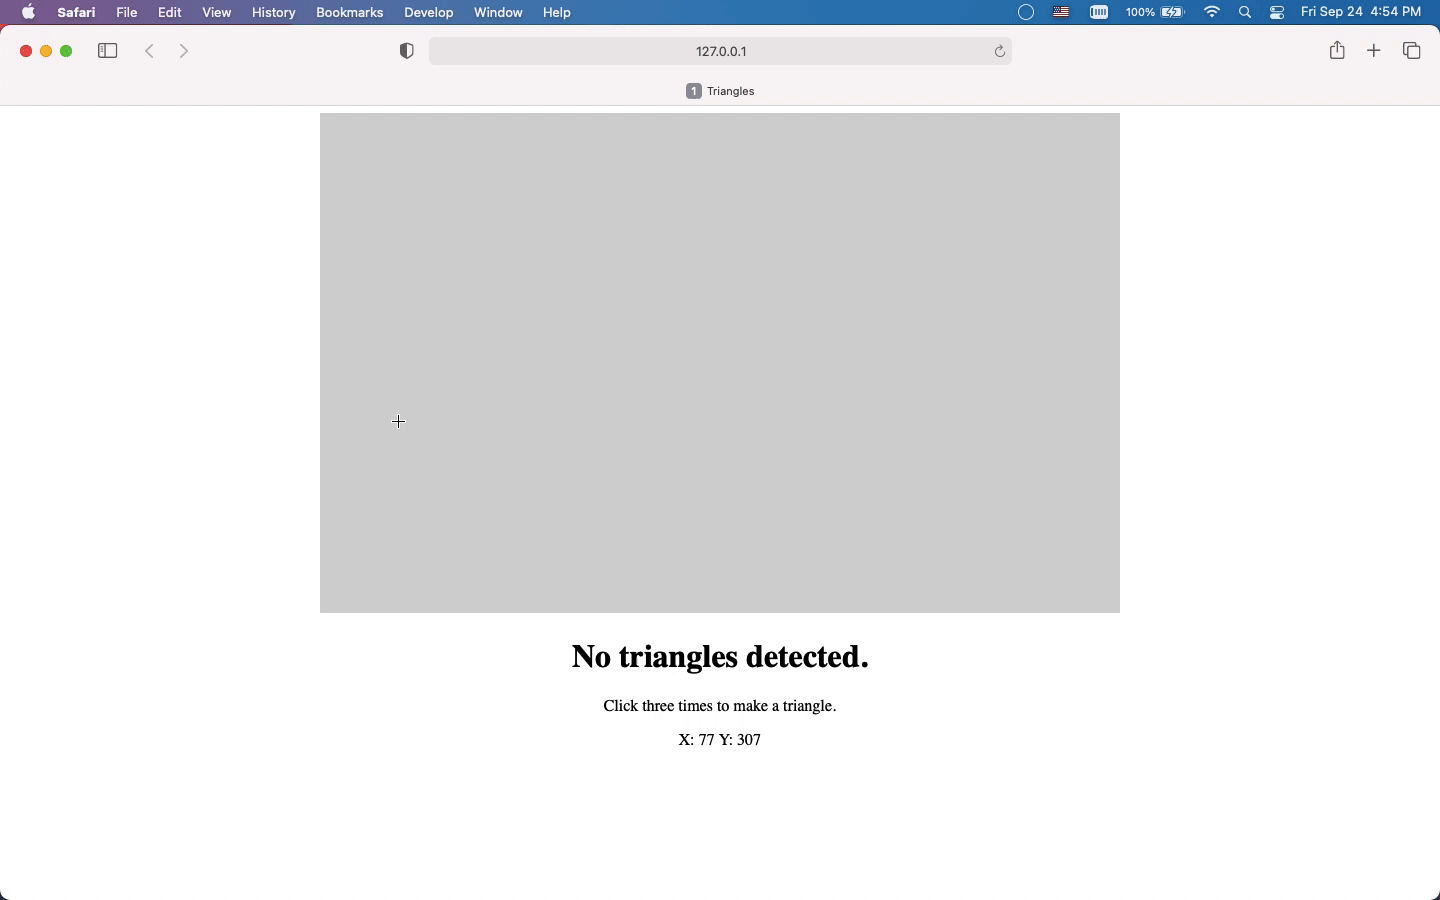 Safari File Edit View History Bookmarks Develop Window Help 100% Fri Sep 24 4:54 PM
127.0.0.1
1 Triangles
No triangles detected.
Click three times to make a triangle.
X: 77 Y: 307